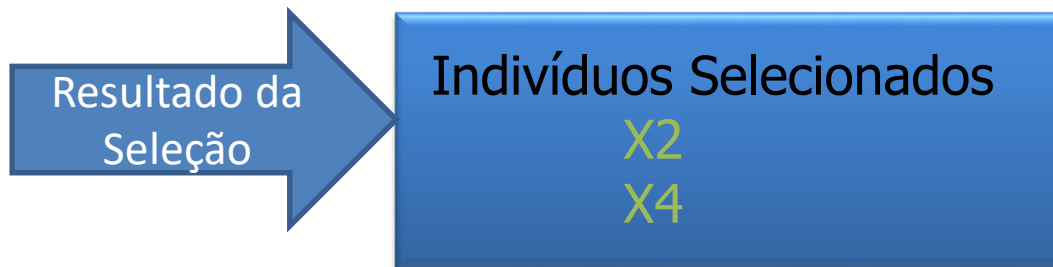 Resultado da
Seleção
Indivíduos Selecionados
X2
X4